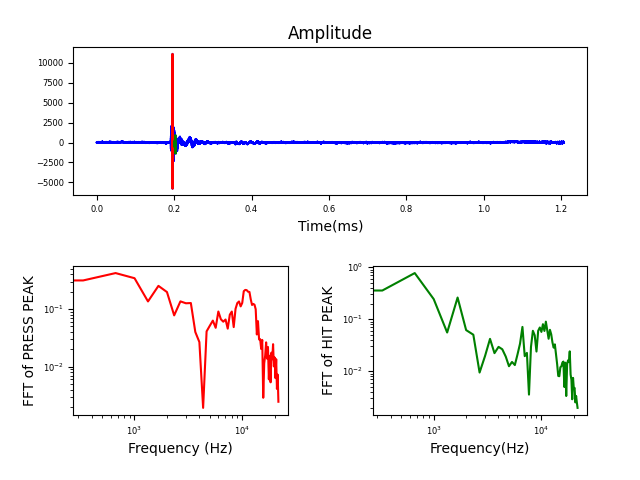 Amplitude
10000
7500
5000
2500
0
−2500
−5000
0.0 0.2 0.4 0.6 0.8 1.0 1.2
Time(ms)
FFT of PRESS PEAK
10⁻¹
10⁻²
10³ 10⁴
Frequency (Hz)
FFT of HIT PEAK
10⁰
10⁻¹
10⁻²
10³ 10⁴
Frequency(Hz)